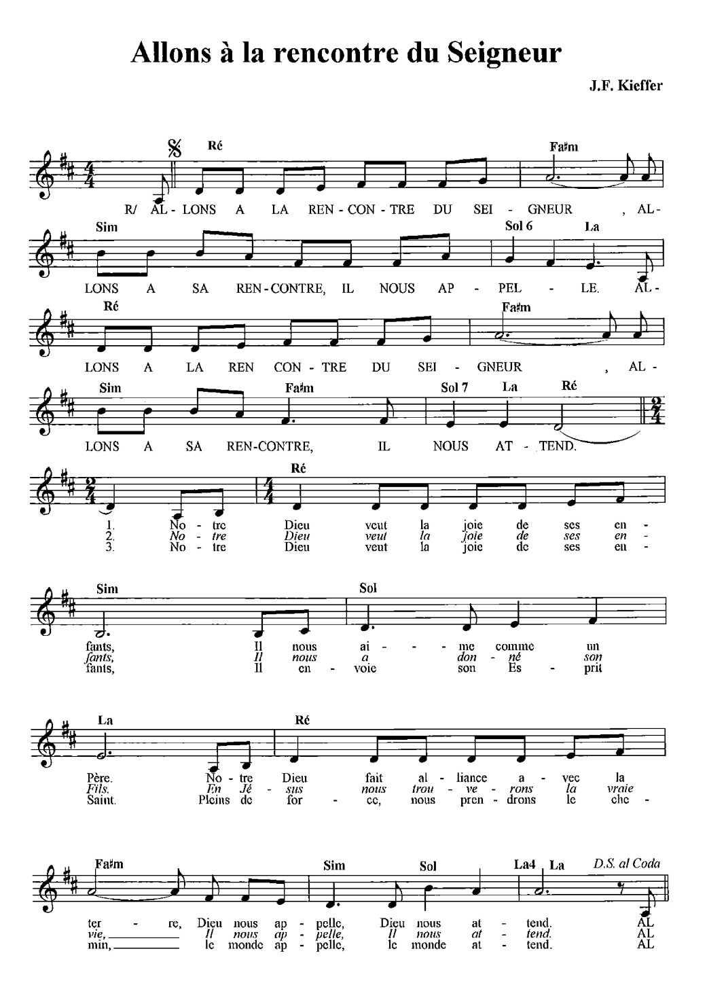 Allons à la rencontre du Seigneur
J.F. Kieffer
Ré Fa#m
R/ AL - LONS A LA REN - CON - TRE DU SEI - GNEUR , AL-
Sim Sol 6 La
LONS A SA REN - CONTRE, IL NOUS AP - PEL - LE. AL-
Ré Fa#m
LONS A LA REN CON - TRE DU SEI - GNEUR , AL -
Sim Fa#m Sol 7 La Ré
LONS A SA REN-CONTRE, IL NOUS AT - TEND.
Ré
1. No - tre Dieu veut la joie de ses en -
2. No - tre Dieu veut la joie de ses en -
3. No - tre Dieu veut la joie de ses en -
Sim Sol
fants, Il nous ai - - - me comme un
fants, Il nous a don - né son
fants, Il en - voie son Es - prit
La Ré
Père. No - tre Dieu fait al - liance a - vec la
Fils. En Jé - sus nous trou - ve - rons la vraie
Saint. Pleins de for - ce, nous pren - drons le che -
Fa#m Sim Sol La4 La D.S. al Coda
ter - re, Dieu nous ap - pelle, Dieu nous at - tend. AL
vie, Il nous ap - pelle, Il nous at - tend. AL
min, le monde ap - pelle, le monde at - tend. AL